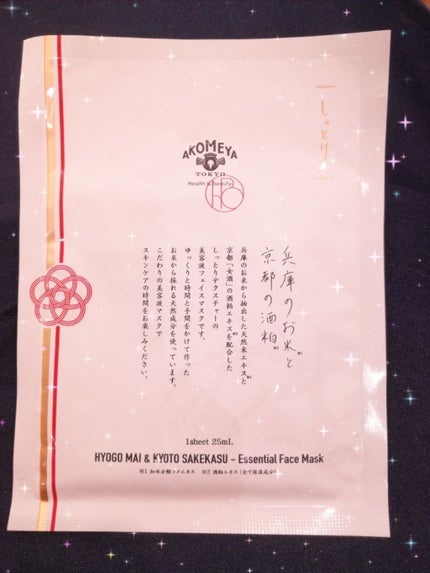 しっとり
AKOMEYA
TOKYO
Health & beauty
兵庫のお米※1と
京都の酒粕※2
兵庫のお米から抽出した天然米エキス※1と
京都「女酒」の酒粕エキス※2を配合した
しっとりテクスチャーの
美容液フェイスマスクです。
ゆっくりと時間と手間をかけて作った
お米から採れる天然成分を使っています。
こだわりの美容液マスクで
スキンケアの時間をお楽しみください。
1sheet 25mL
HYOGO MAI & KYOTO SAKEKASU – Essential Face Mask
※1 加水分解コメエキス ※2 酒粕エキス（全て保湿成分）